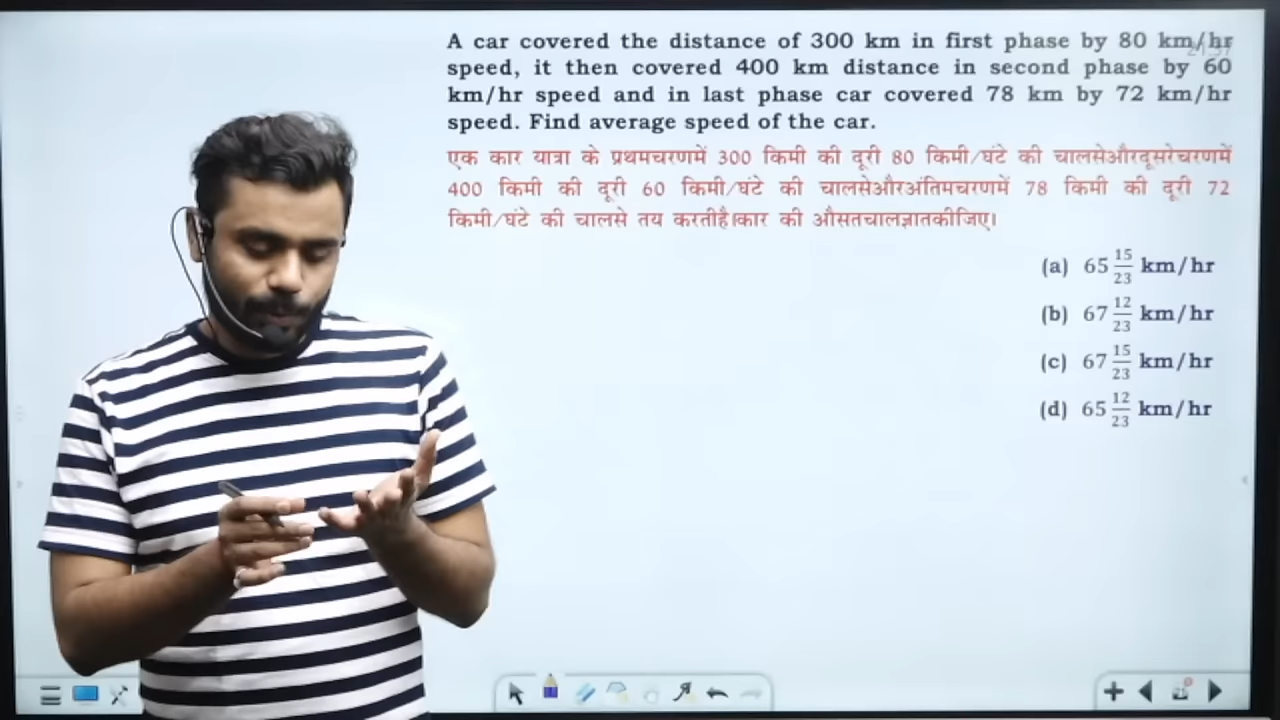 A car covered the distance of 300 km in first phase by 80 km/hr
speed, it then covered 400 km distance in second phase by 60
km/hr speed and in last phase car covered 78 km by 72 km/hr
speed. Find average speed of the car.
एक कार यात्रा के प्रथमचरणमें 300 किमी की दूरी 80 किमी/घंटे की चालसेऔरदूसरेचरणमें
400 किमी की दूरी 60 किमी/घंटे की चालसेऔरअंतिमचरणमें 78 किमी की दूरी 72
किमी/घंटे की चालसे तय करतीहै।कार की औसतचालज्ञातकीजिए।
(a) 65 15/23 km/hr
(b) 67 12/23 km/hr
(c) 67 15/23 km/hr
(d) 65 12/23 km/hr